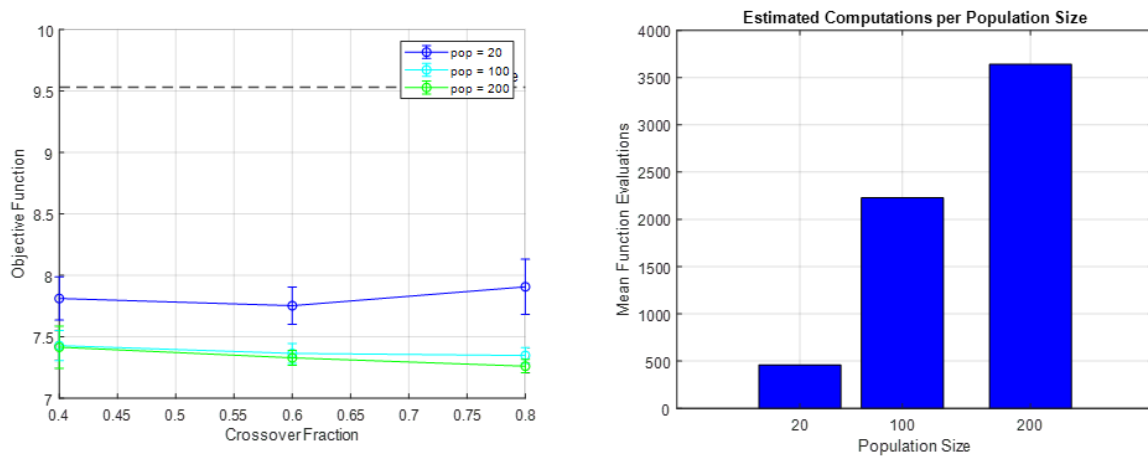 10
9.5
9
8.5
8
7.5
7
Objective Function
0.4 0.45 0.5 0.55 0.6 0.65 0.7 0.75 0.8
Crossover Fraction
pop = 20
pop = 100
pop = 200
e
Estimated Computations per Population Size
4000
3500
3000
2500
2000
1500
1000
500
0
Mean Function Evaluations
20 100 200
Population Size